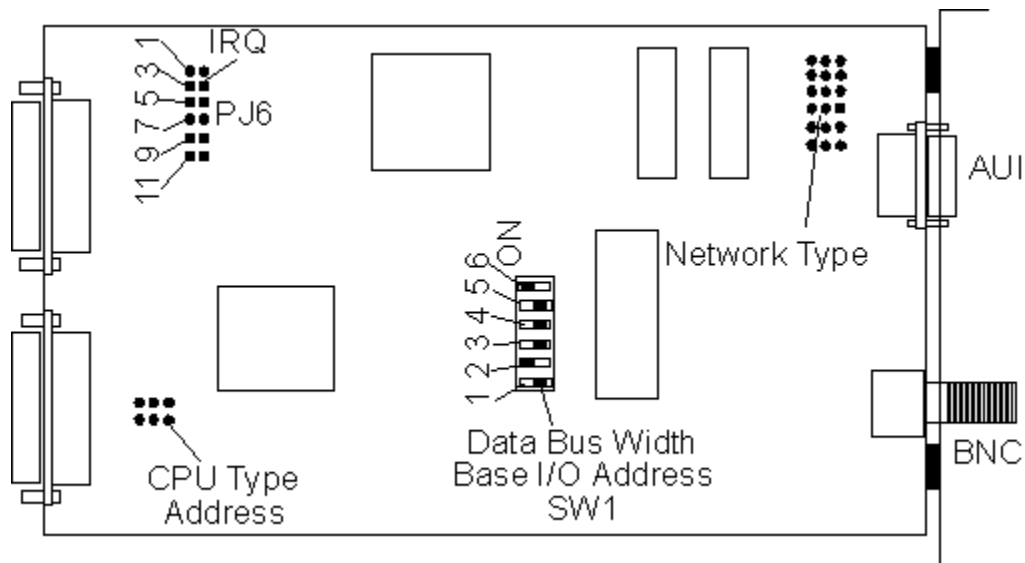 1 IRQ
3
5 PJ6
7
9
11
AUI
Network Type
ON
6
5
4
3
2
1
Data Bus Width
Base I/O Address
SW1
BNC
CPU Type
Address